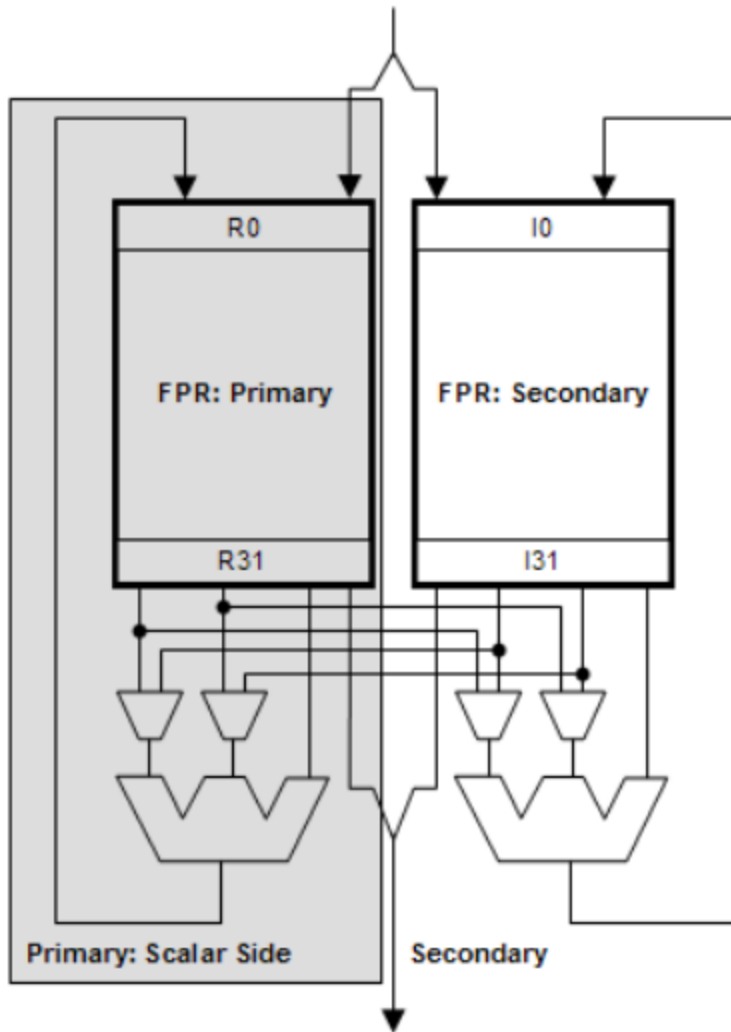 R0
I0
FPR: Primary
FPR: Secondary
R31
I31
Primary: Scalar Side
Secondary